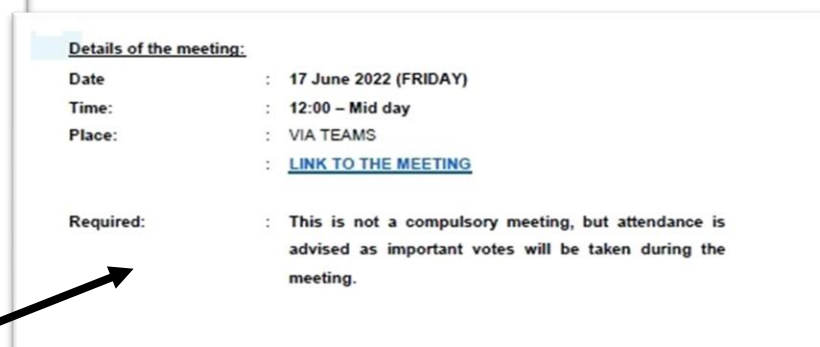 Details of the meeting:
Date : 17 June 2022 (FRIDAY)
Time: : 12:00 – Mid day
Place: : VIA TEAMS
: LINK TO THE MEETING
Required: : This is not a compulsory meeting, but attendance is
advised as important votes will be taken during the
meeting.